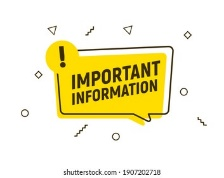 !
IMPORTANT
INFORMATION
shutterstock.com · 1907202718